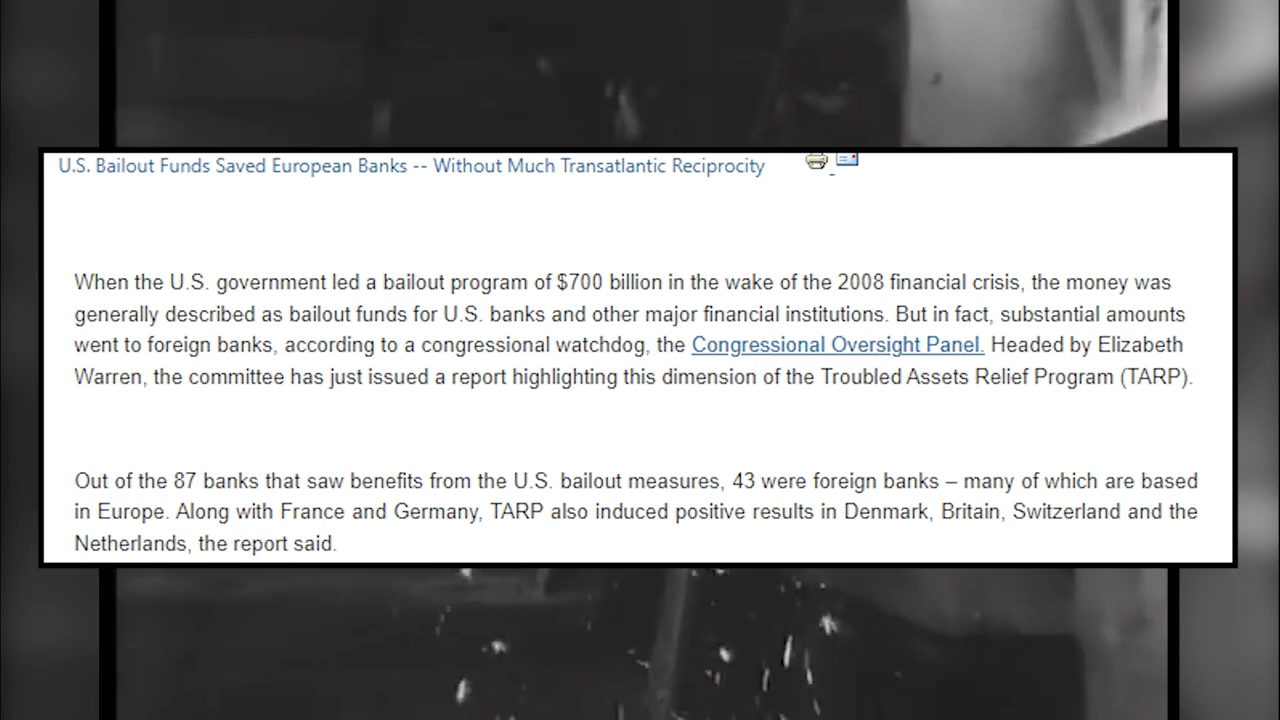 U.S. Bailout Funds Saved European Banks -- Without Much Transatlantic Reciprocity
When the U.S. government led a bailout program of $700 billion in the wake of the 2008 financial crisis, the money was
generally described as bailout funds for U.S. banks and other major financial institutions. But in fact, substantial amounts
went to foreign banks, according to a congressional watchdog, the Congressional Oversight Panel. Headed by Elizabeth
Warren, the committee has just issued a report highlighting this dimension of the Troubled Assets Relief Program (TARP).
Out of the 87 banks that saw benefits from the U.S. bailout measures, 43 were foreign banks – many of which are based
in Europe. Along with France and Germany, TARP also induced positive results in Denmark, Britain, Switzerland and the
Netherlands, the report said.